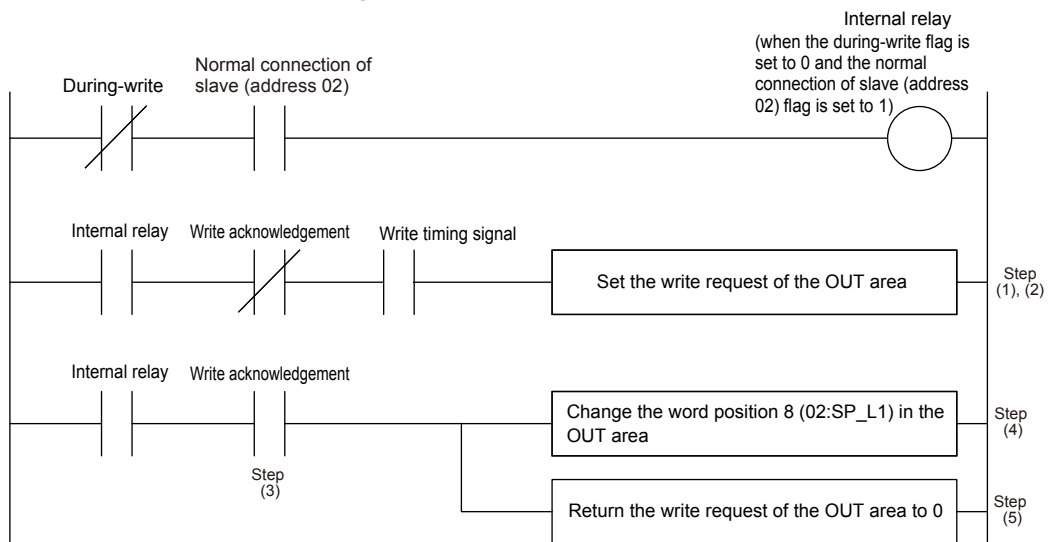 Internal relay
(when the during-write flag is
set to 0 and the normal
connection of slave (address
02) flag is set to 1)
Normal connection of
slave (address 02)
During-write
Internal relay
Write acknowledgement
Write timing signal
Set the write request of the OUT area
Step
(1), (2)
Internal relay
Write acknowledgement
Step
(3)
Change the word position 8 (02:SP_L1) in the
OUT area
Step
(4)
Return the write request of the OUT area to 0
Step
(5)